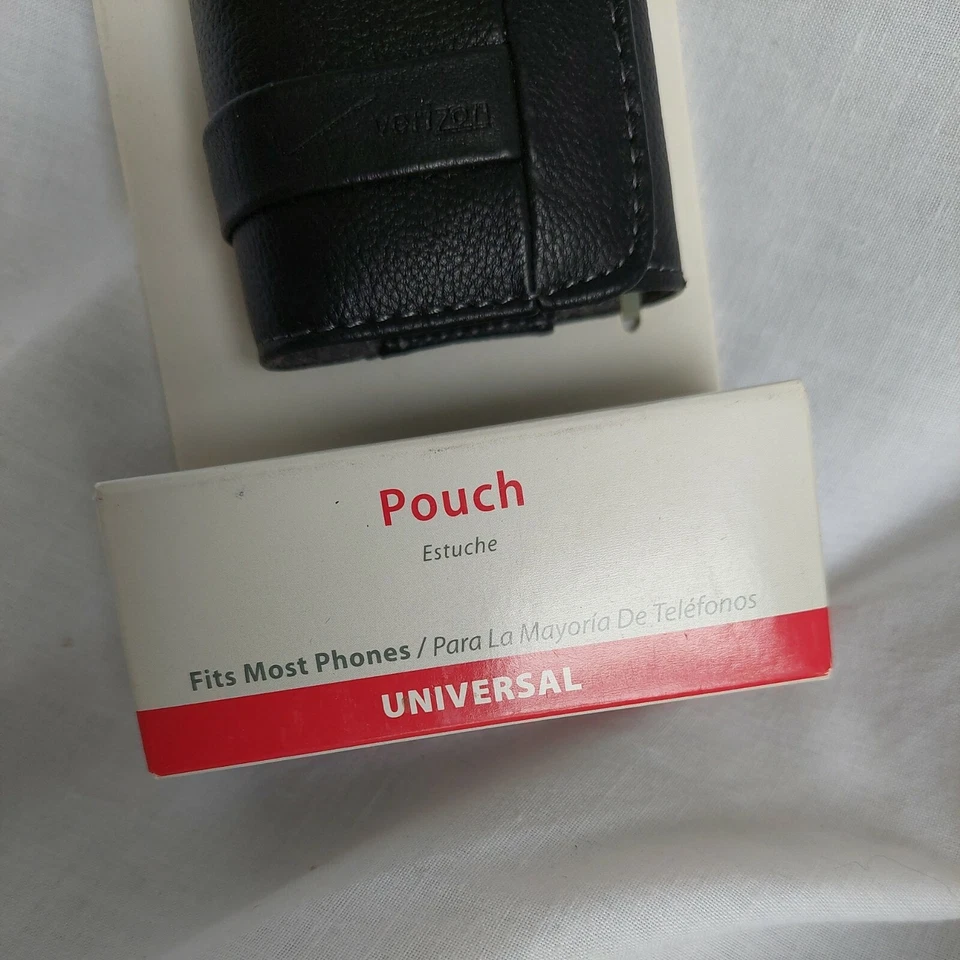 verizon
Pouch
Estuche
Fits Most Phones / Para La Mayoría De Teléfonos
UNIVERSAL